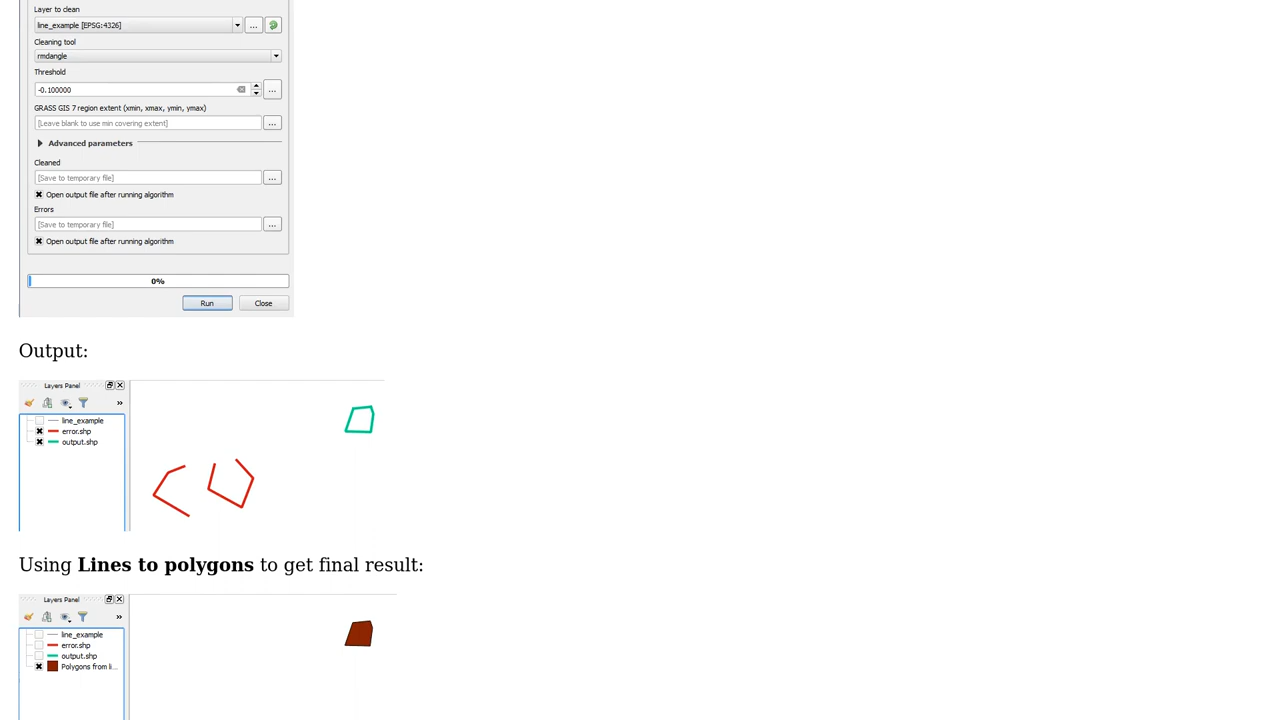 Layer to clean
line_example [EPSG:4326]
...
Cleaning tool
rmdangle
Threshold
-0.100000
...
GRASS GIS 7 region extent (xmin, xmax, ymin, ymax)
[Leave blank to use min covering extent]
...
Advanced parameters
Cleaned
[Save to temporary file]
...
Open output file after running algorithm
Errors
[Save to temporary file]
...
Open output file after running algorithm
0%
Run Close
Output:
Layers Panel
»
line_example
error.shp
output.shp
Using Lines to polygons to get final result:
Layers Panel
»
line_example
error.shp
output.shp
Polygons from li...